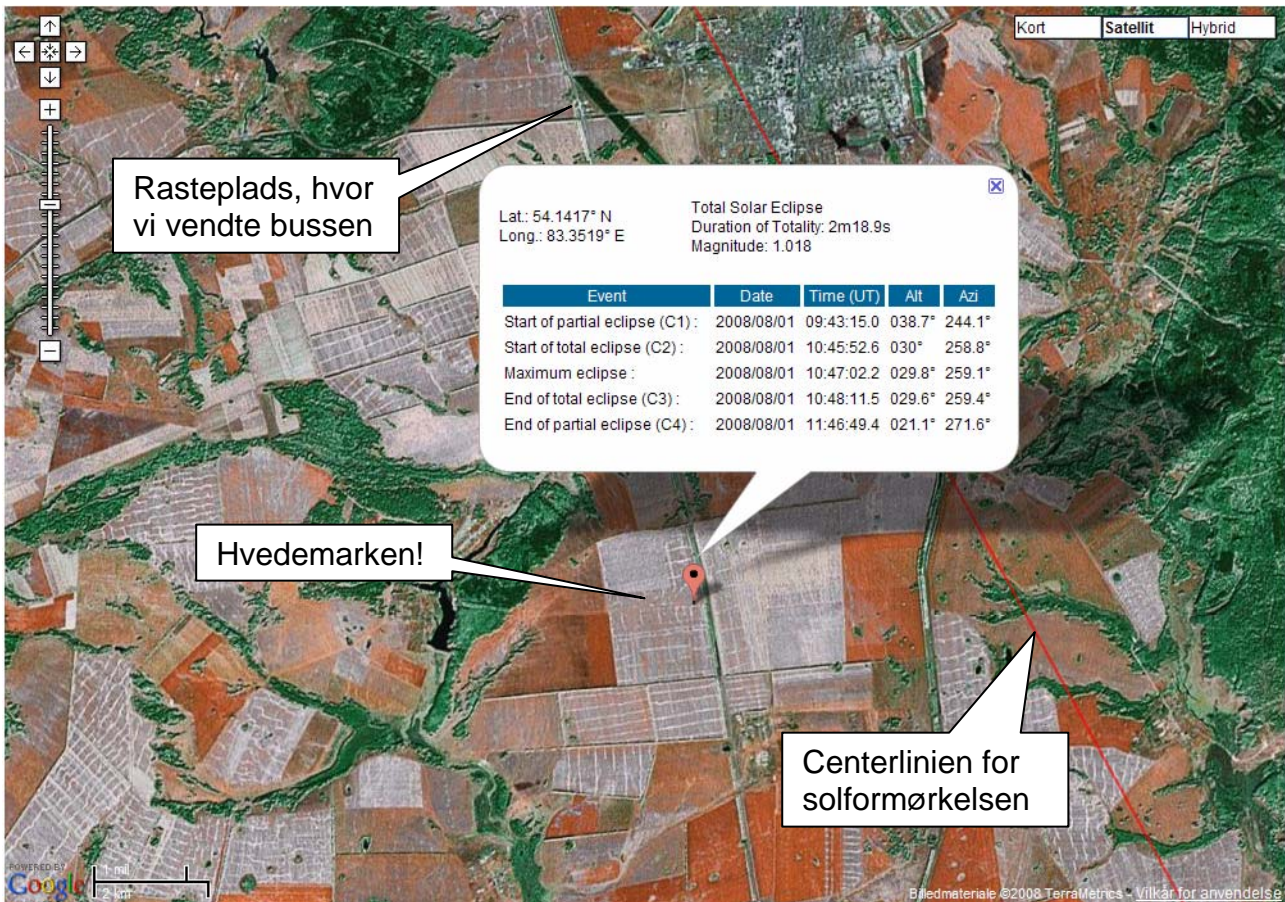 Kort Satellit Hybrid
Rasteplads, hvor
vi vendte bussen
Lat.: 54.1417° N
Long.: 83.3519° E
Total Solar Eclipse
Duration of Totality: 2m18.9s
Magnitude: 1.018
Event Date Time (UT) Alt Azi
Start of partial eclipse (C1) : 2008/08/01 09:43:15.0 038.7° 244.1°
Start of total eclipse (C2) : 2008/08/01 10:45:52.6 030° 258.8°
Maximum eclipse : 2008/08/01 10:47:02.2 029.8° 259.1°
End of total eclipse (C3) : 2008/08/01 10:48:11.5 029.6° 259.4°
End of partial eclipse (C4) : 2008/08/01 11:46:49.4 021.1° 271.6°
Hvedemarken!
Centerlinien for
solformørkelsen
POWERED BY
Google
1 mil
2 km
Billedmateriale ©2008 TerraMetrics - Vilkår for anvendelse